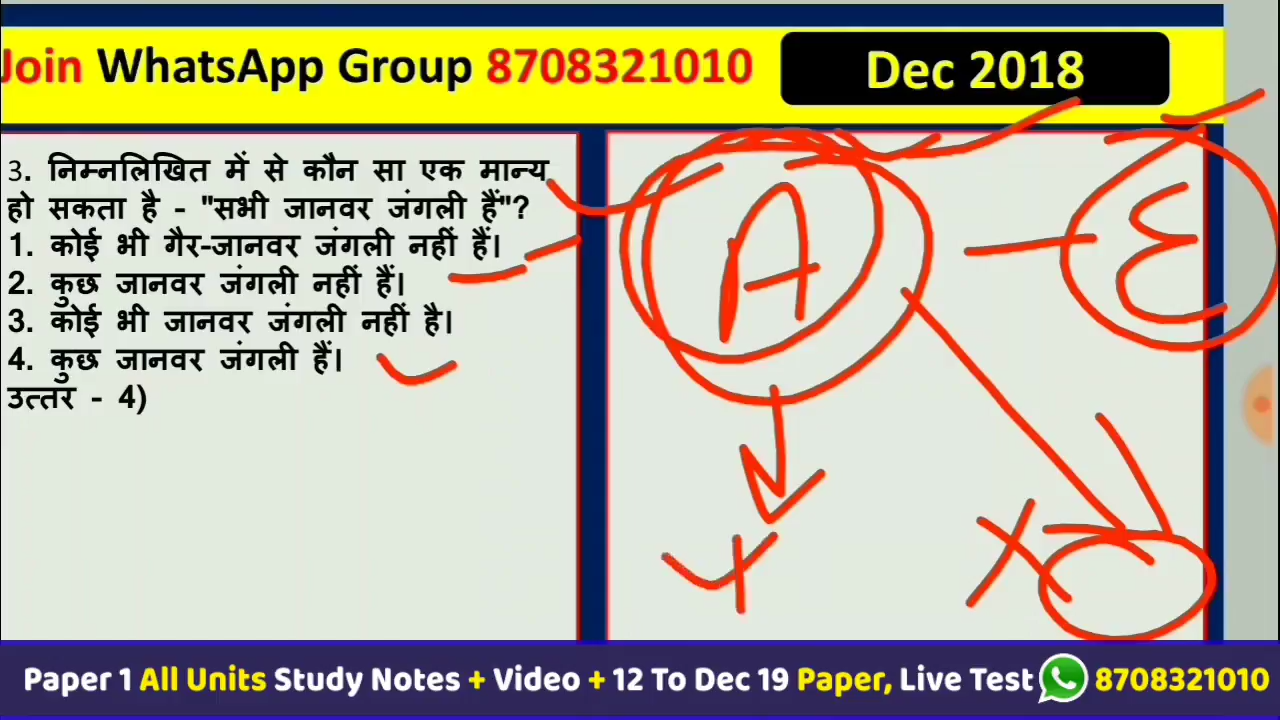 Join WhatsApp Group 8708321010
Dec 2018
3. निम्नलिखित में से कौन सा एक मान्य
हो सकता है - "सभी जानवर जंगली हैं"?
1. कोई भी गैर-जानवर जंगली नहीं हैं।
2. कुछ जानवर जंगली नहीं हैं।
3. कोई भी जानवर जंगली नहीं है।
4. कुछ जानवर जंगली हैं।
उत्तर - 4)
A
Paper 1 All Units Study Notes + Video + 12 To Dec 19 Paper, Live Test 8708321010